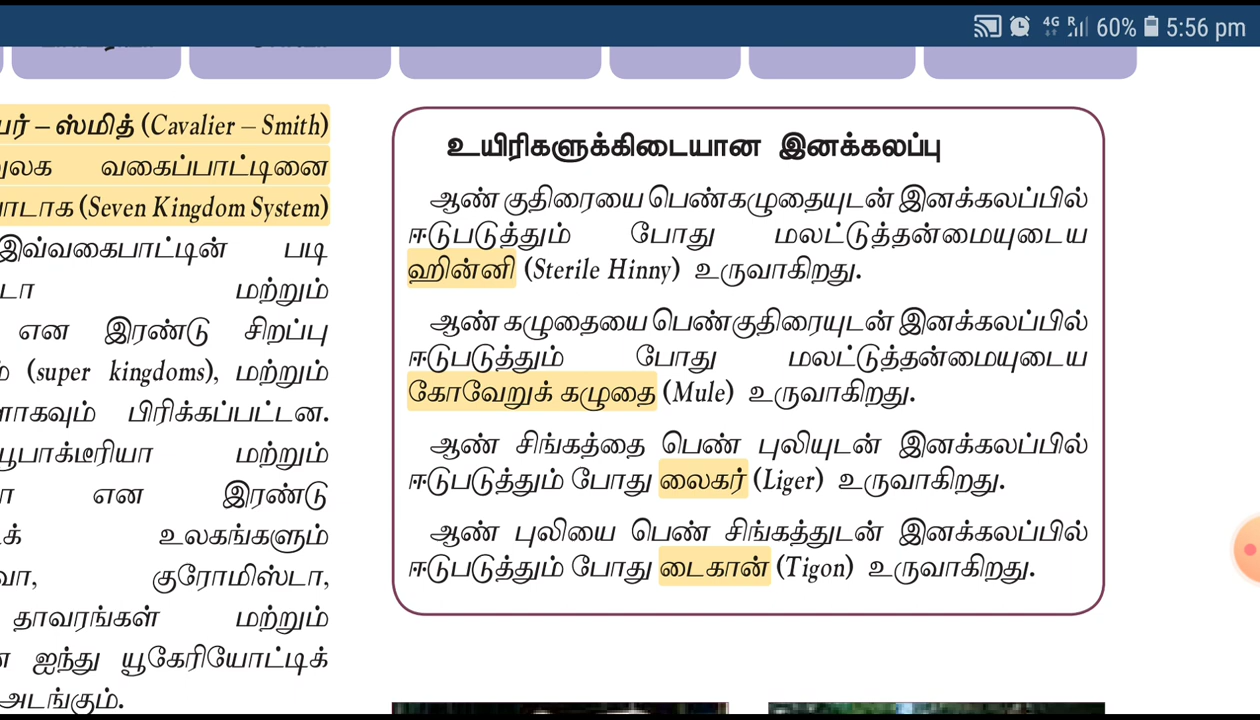 4G R 60% 5:56 pm
பர் – ஸ்மித் (Cavalier – Smith)
வகைப்பாட்டினை
(Seven Kingdom System)
இவ்வகைபாட்டின் படி
டா மற்றும்
என இரண்டு சிறப்பு
(super kingdoms), மற்றும்
ளாகவும் பிரிக்கப்பட்டன.
பூபாக்டீரியா மற்றும்
என இரண்டு
க் உலகங்களும்
வா, குரோமிஸ்டா,
தாவரங்கள் மற்றும்
ஐந்து யூகேரியோட்டிக்
அடங்கும்.
உயிரிகளுக்கிடையான இனக்கலப்பு
ஆண் குதிரையை பெண்கழுதையுடன் இனக்கலப்பில்
ஈடுபடுத்தும் போது மலட்டுத்தன்மையுடைய
ஹின்னி (Sterile Hinny) உருவாகிறது.
ஆண் கழுதையை பெண்குதிரையுடன் இனக்கலப்பில்
ஈடுபடுத்தும் போது மலட்டுத்தன்மையுடைய
கோவேறுக் கழுதை (Mule) உருவாகிறது.
ஆண் சிங்கத்தை பெண் புலியுடன் இனக்கலப்பில்
ஈடுபடுத்தும் போது லைகர் (Liger) உருவாகிறது.
ஆண் புலியை பெண் சிங்கத்துடன் இனக்கலப்பில்
ஈடுபடுத்தும் போது டைகான் (Tigon) உருவாகிறது.